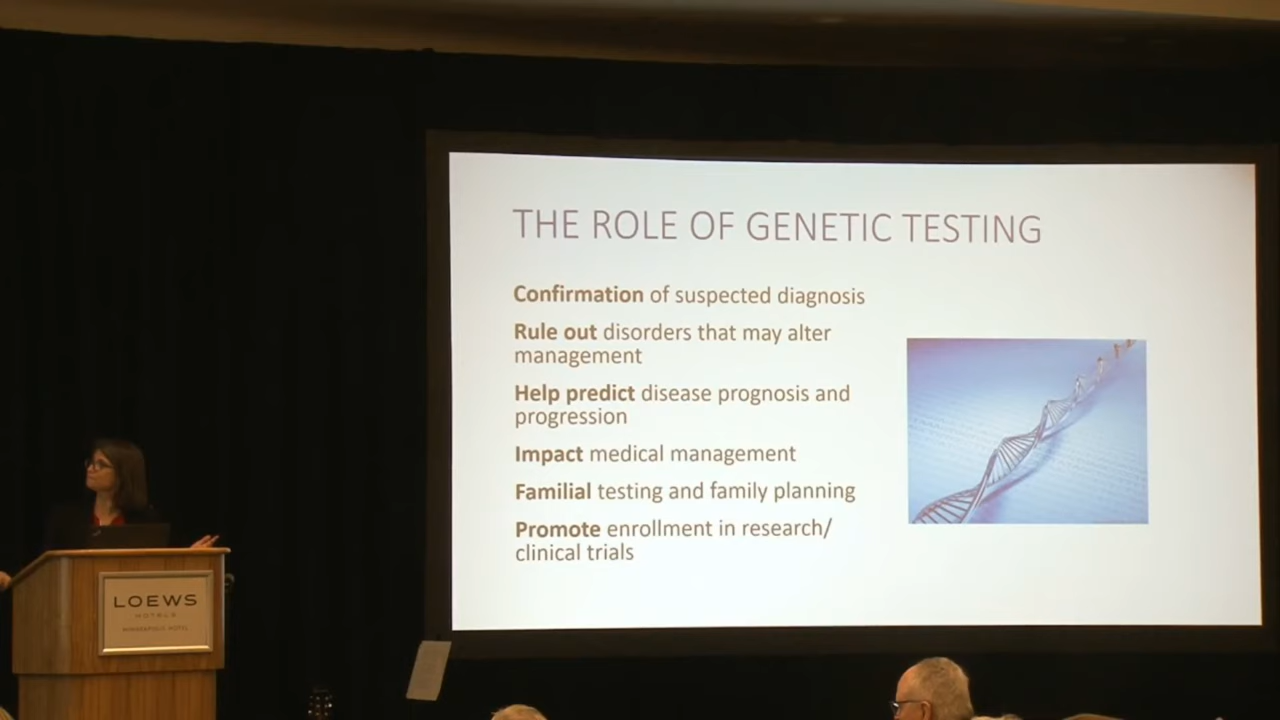 THE ROLE OF GENETIC TESTING
Confirmation of suspected diagnosis
Rule out disorders that may alter
management
Help predict disease prognosis and
progression
Impact medical management
Familial testing and family planning
Promote enrollment in research/
clinical trials
LOEWS
HOTELS
MINNEAPOLIS HOTEL